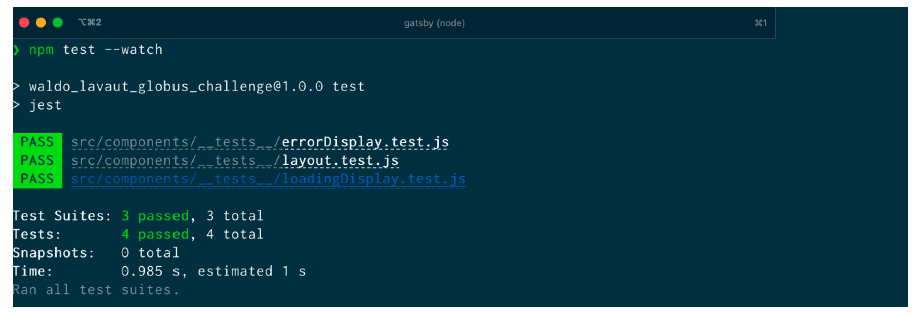 ⌥⌘2 gatsby (node) ⌘1
❯ npm test --watch
> waldo_lavaut_globus_challenge@1.0.0 test
> jest
PASS src/components/__tests__/errorDisplay.test.js
PASS src/components/__tests__/layout.test.js
PASS src/components/__tests__/loadingDisplay.test.js
Test Suites: 3 passed, 3 total
Tests: 4 passed, 4 total
Snapshots: 0 total
Time: 0.985 s, estimated 1 s
Ran all test suites.